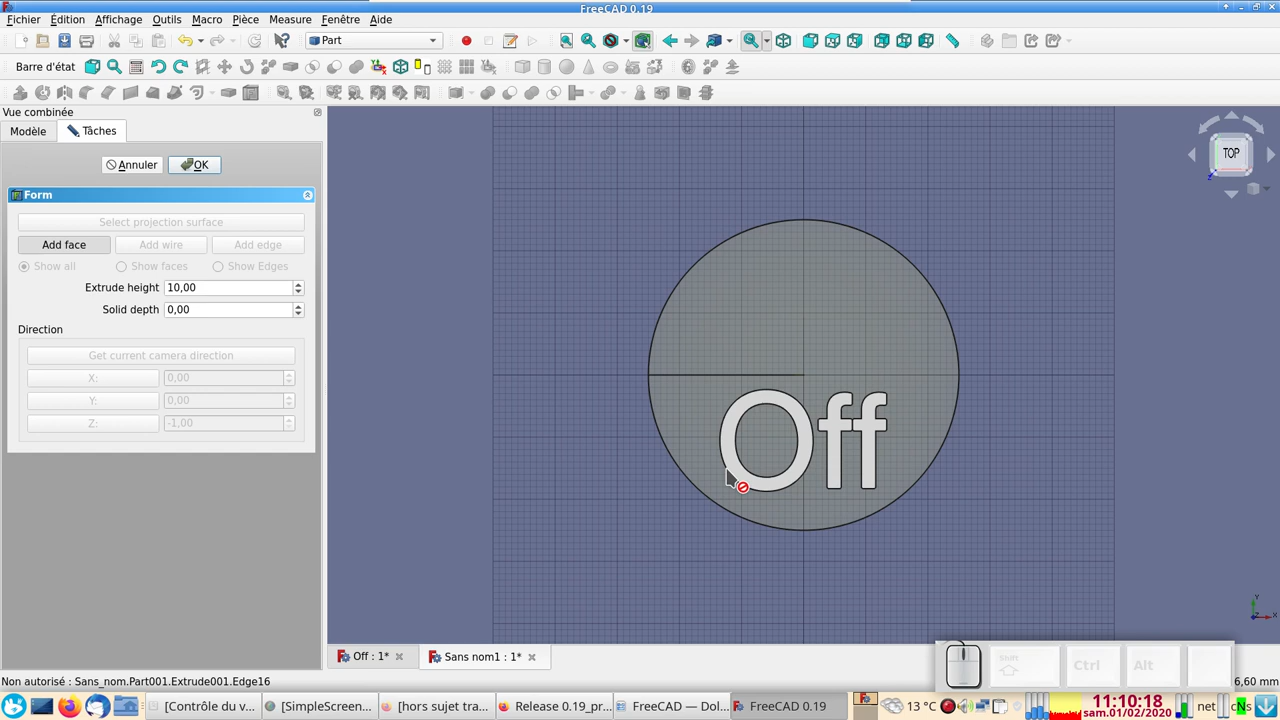 FreeCAD 0.19
Fichier Édition Affichage Outils Macro Pièce Measure Fenêtre Aide
Part
Barre d'état
Vue combinée
Modèle Tâches
Annuler OK
Form
Select projection surface
Add face Add wire Add edge
Show all Show faces Show Edges
Extrude height 10,00
Solid depth 0,00
Direction
Get current camera direction
X: 0,00
Y: 0,00
Z: -1,00
TOP
Off
Y
X
Z
Off : 1* Sans nom1 : 1*
Shift Ctrl Alt
Non autorisé : Sans_nom.Part001.Extrude001.Edge16 6,60 mm
[Contrôle du v... [SimpleScreen... [hors sujet tra... Release 0.19_pr... FreeCAD — Dol... FreeCAD 0.19 13 °C net cNs
11:10:18
sam.01/02/2020